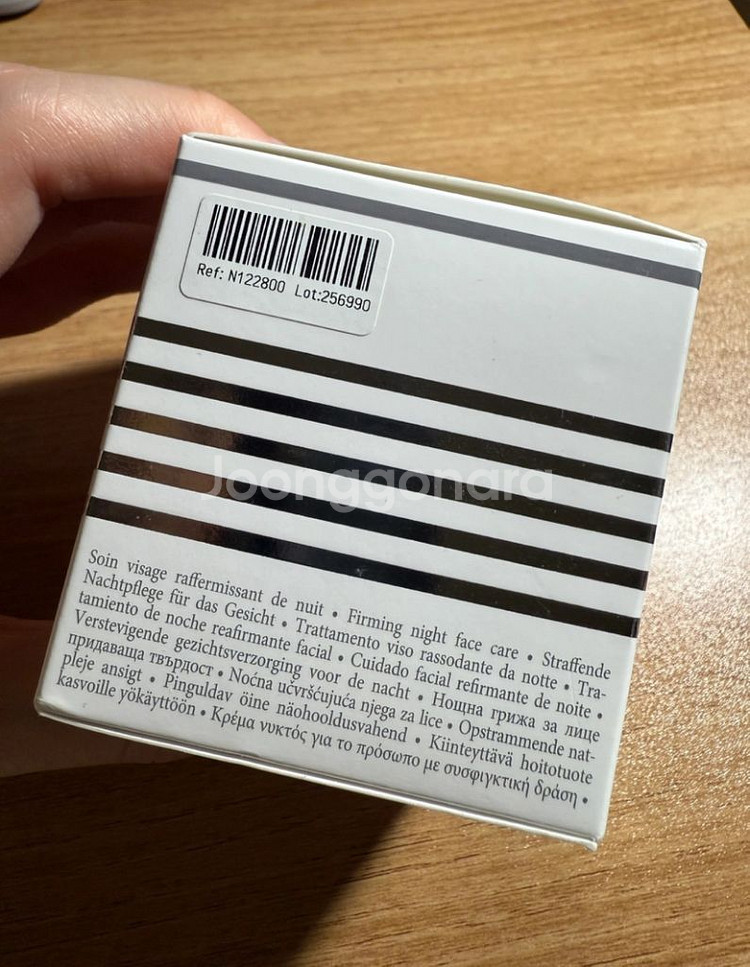 Ref: N122800 Lot:256990
Joonggonara
Soin visage raffermissant de nuit • Firming night face care • Straffende
Nachtpflege für das Gesicht • Trattamento viso rassodante da notte • Tra-
tamiento de noche reafirmante facial • Cuidado facial refirmante de noite •
Verstevigende gezichtsverzorging voor de nacht • Нощна грижа за лице
придаваща твърдост • Noćna učvršćujuća njega za lice • Opstrammende nat-
pleje ansigt • Pinguldav öine näohooldusvahend • Kiinteyttävä hoitotuote
kasvoille yökäyttöön • Κρέμα νυκτός για το πρόσωπο με συσφιγκτική δράση •